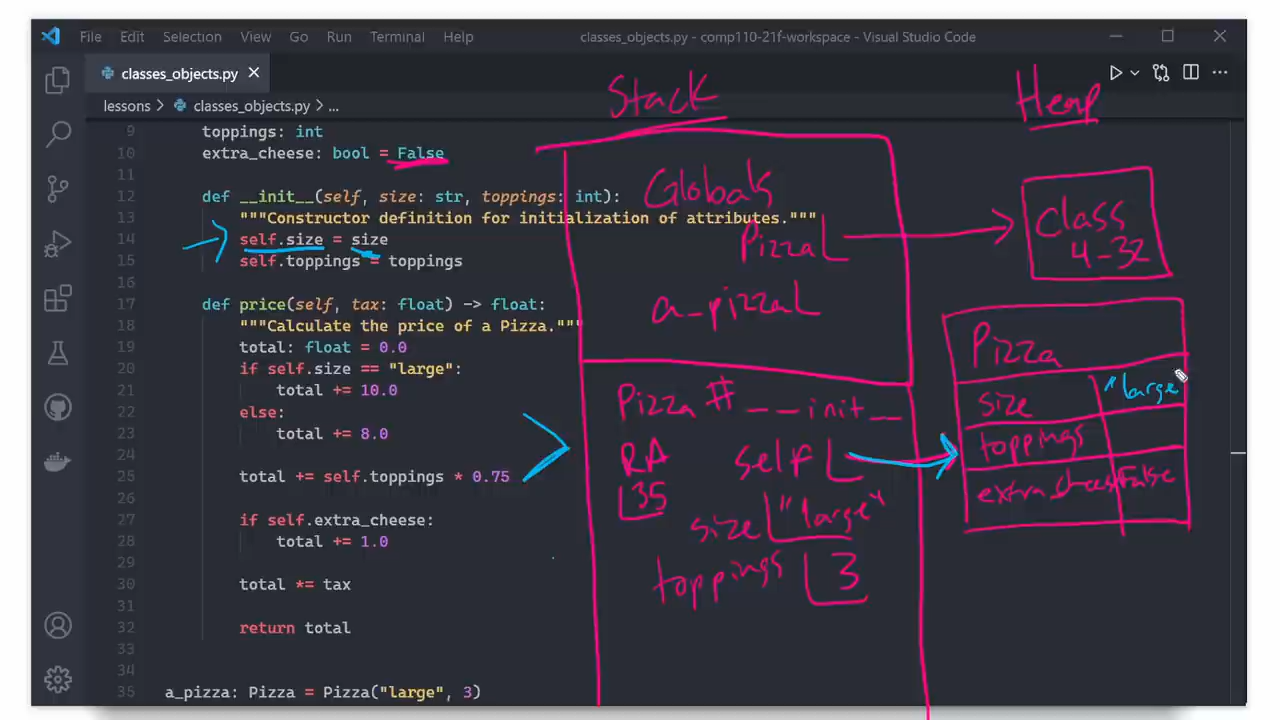 File Edit Selection View Go Run Terminal Help classes_objects.py - comp110-21f-workspace - Visual Studio Code
classes_objects.py
lessons > classes_objects.py > ...
9 toppings: int
10 extra_cheese: bool = False
11
12 def __init__(self, size: str, toppings: int):
13 """Constructor definition for initialization of attributes."""
14 self.size = size
15 self.toppings = toppings
16
17 def price(self, tax: float) -> float:
18 """Calculate the price of a Pizza."""
19 total: float = 0.0
20 if self.size == "large":
21 total += 10.0
22 else:
23 total += 8.0
24
25 total += self.toppings * 0.75
26
27 if self.extra_cheese:
28 total += 1.0
29
30 total *= tax
31
32 return total
33
34
35 a_pizza: Pizza = Pizza("large", 3)
Stack
Globals
Pizza
a_pizza
Pizza # __init__
RA
35
self
size "large"
toppings 3
Heap
Class
4-32
Pizza
size "large
toppings
extra_cheese False